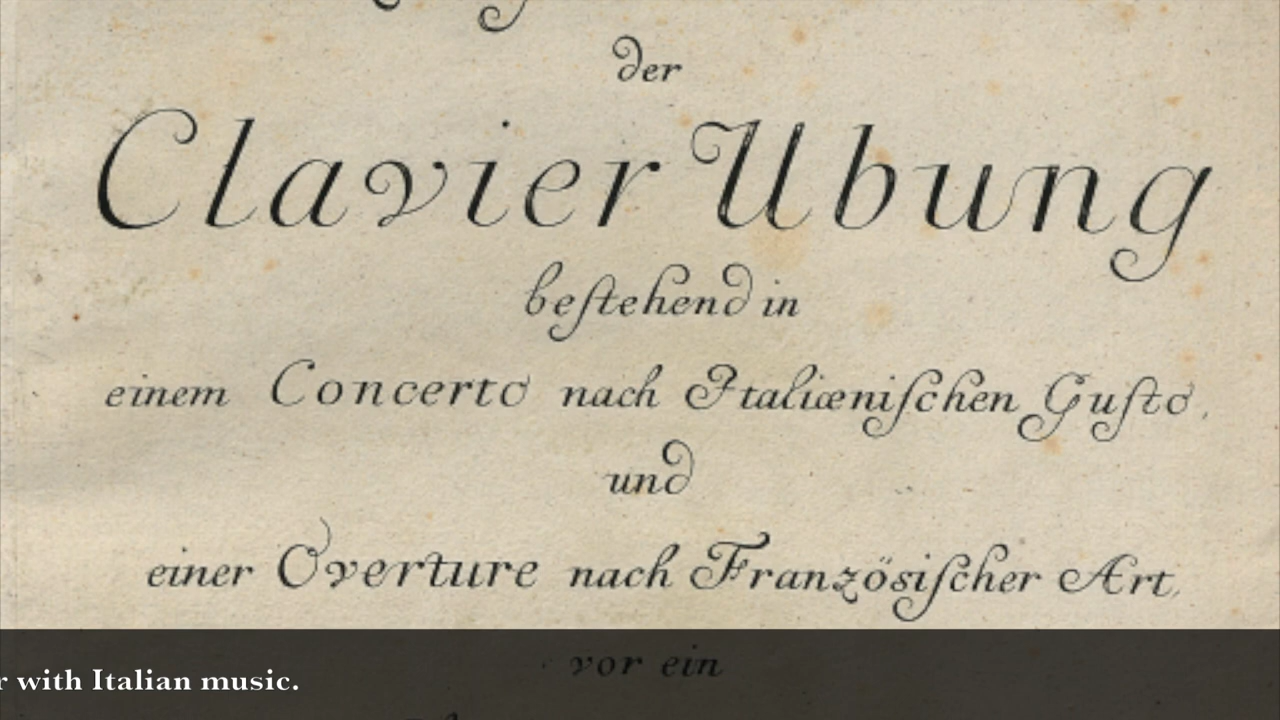 der
Clavier Ubung
beſtehend in
einem Concerto nach Italiæniſchen Guſto,
und
einer Overture nach Franzöſiſcher Art,
vor ein
with Italian music.